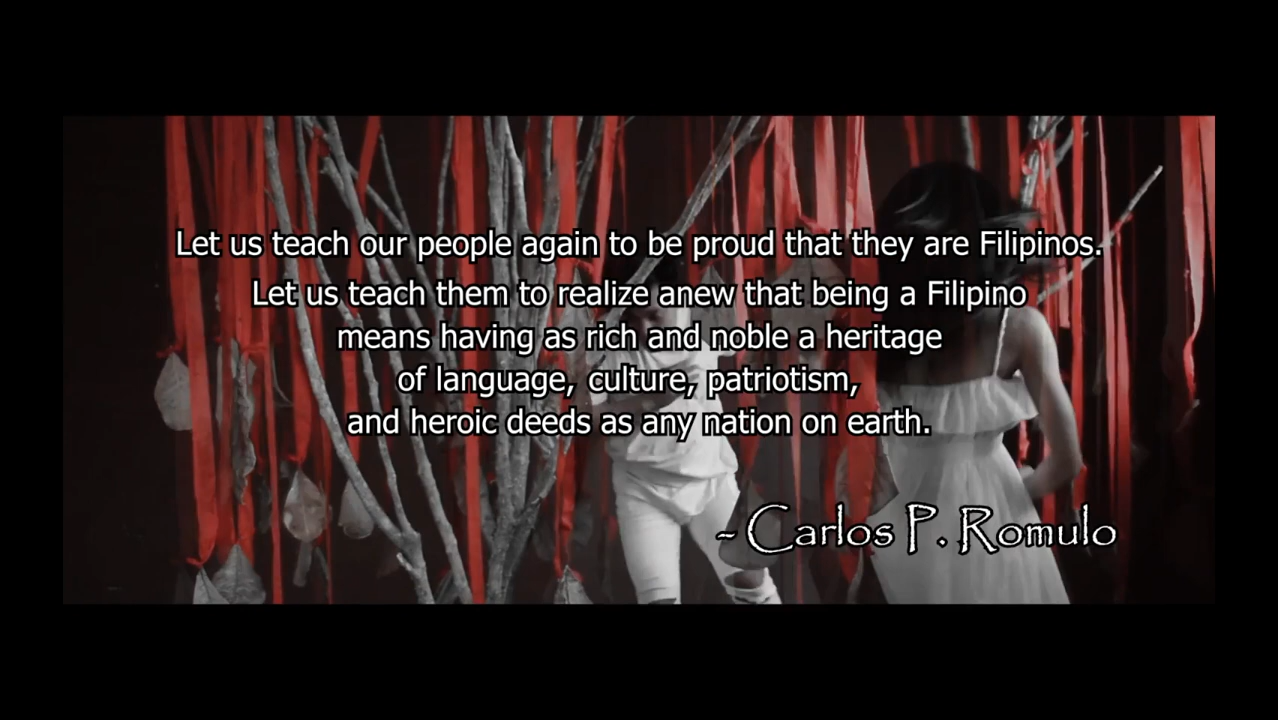 Let us teach our people again to be proud that they are Filipinos.
Let us teach them to realize anew that being a Filipino
means having as rich and noble a heritage
of language, culture, patriotism,
and heroic deeds as any nation on earth.
~ Carlos P. Romulo